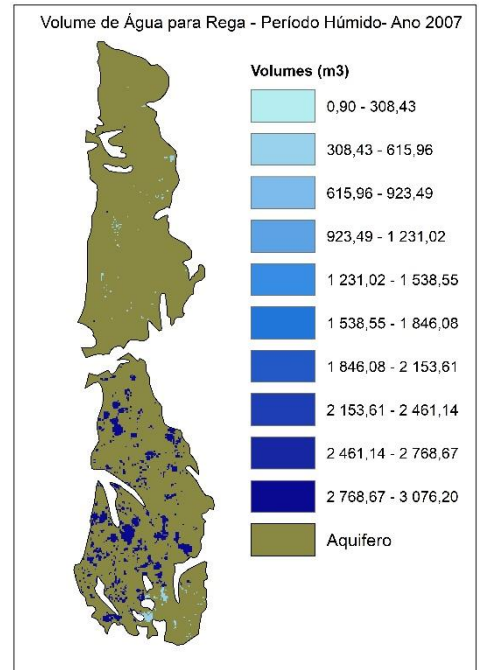 Volume de Água para Rega - Período Húmido- Ano 2007
Volumes (m3)
0,90 - 308,43
308,43 - 615,96
615,96 - 923,49
923,49 - 1 231,02
1 231,02 - 1 538,55
1 538,55 - 1 846,08
1 846,08 - 2 153,61
2 153,61 - 2 461,14
2 461,14 - 2 768,67
2 768,67 - 3 076,20
Aquifero